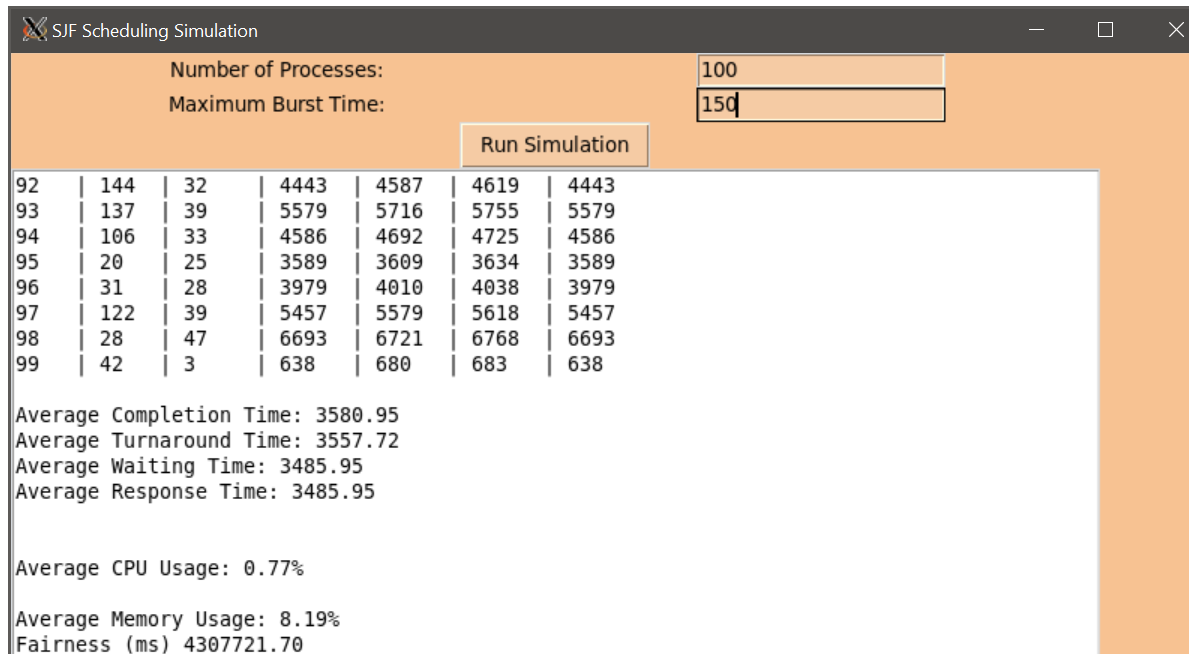 SJF Scheduling Simulation
Number of Processes: 100
Maximum Burst Time: 150
Run Simulation
92 | 144 | 32 | 4443 | 4587 | 4619 | 4443
93 | 137 | 39 | 5579 | 5716 | 5755 | 5579
94 | 106 | 33 | 4586 | 4692 | 4725 | 4586
95 | 20 | 25 | 3589 | 3609 | 3634 | 3589
96 | 31 | 28 | 3979 | 4010 | 4038 | 3979
97 | 122 | 39 | 5457 | 5579 | 5618 | 5457
98 | 28 | 47 | 6693 | 6721 | 6768 | 6693
99 | 42 | 3 | 638 | 680 | 683 | 638
Average Completion Time: 3580.95
Average Turnaround Time: 3557.72
Average Waiting Time: 3485.95
Average Response Time: 3485.95
Average CPU Usage: 0.77%
Average Memory Usage: 8.19%
Fairness (ms) 4307721.70